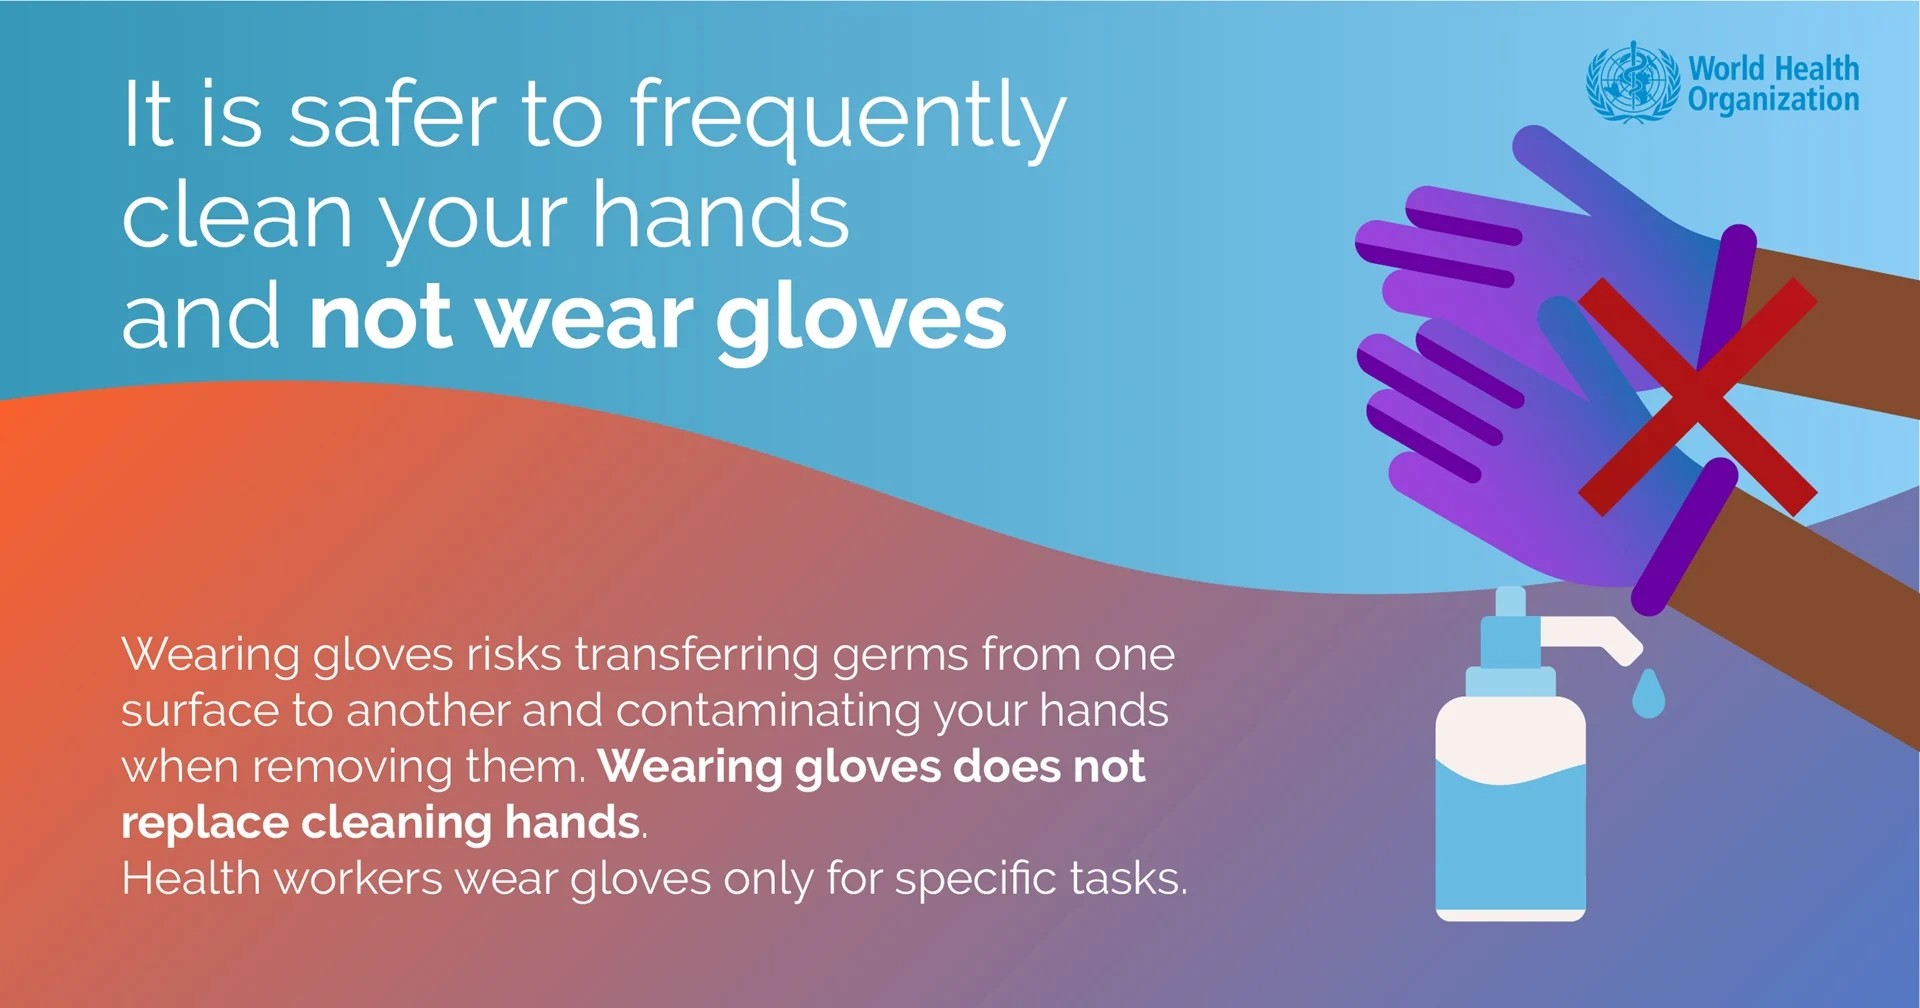 It is safer to frequently
clean your hands
and not wear gloves
World Health
Organization
Wearing gloves risks transferring germs from one
surface to another and contaminating your hands
when removing them. Wearing gloves does not
replace cleaning hands.
Health workers wear gloves only for specific tasks.